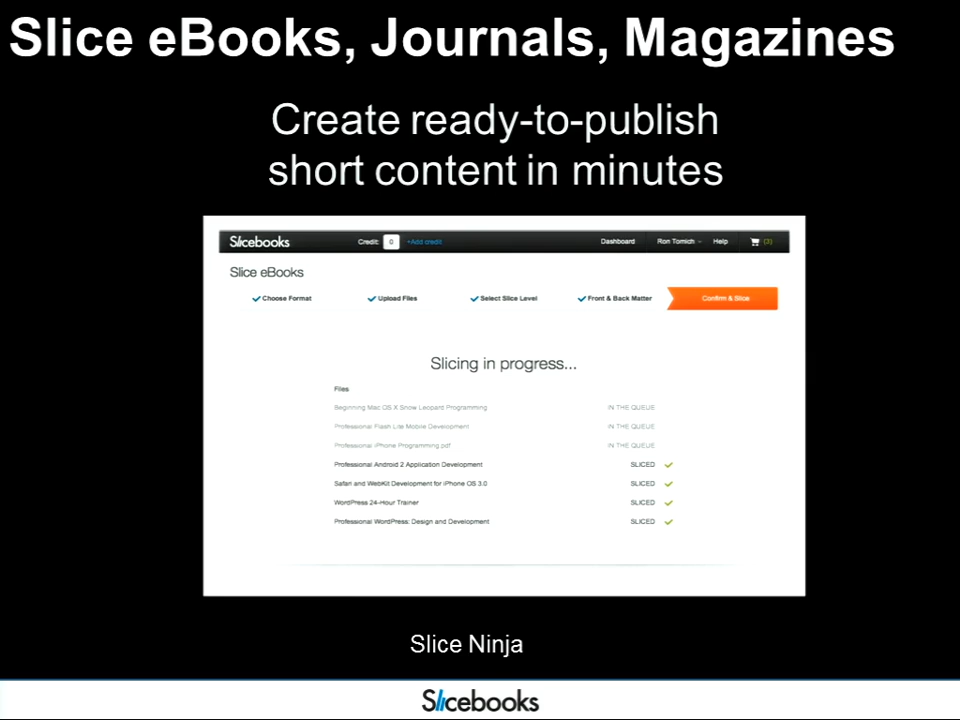 Slice eBooks, Journals, Magazines
Create ready-to-publish
short content in minutes
Slicebooks Credit: 0 +Add credit Dashboard Ron Tomich Help (3)
Slice eBooks
Choose Format Upload Files Select Slice Level Front & Back Matter Confirm & Slice
Slicing in progress...
Files
Beginning Mac OS X Snow Leopard Programming IN THE QUEUE
Professional Flash Lite Mobile Development IN THE QUEUE
Professional iPhone Programming.pdf IN THE QUEUE
Professional Android 2 Application Development SLICED
Safari and WebKit Development for iPhone OS 3.0 SLICED
WordPress 24-Hour Trainer SLICED
Professional WordPress: Design and Development SLICED
Slice Ninja
Slicebooks